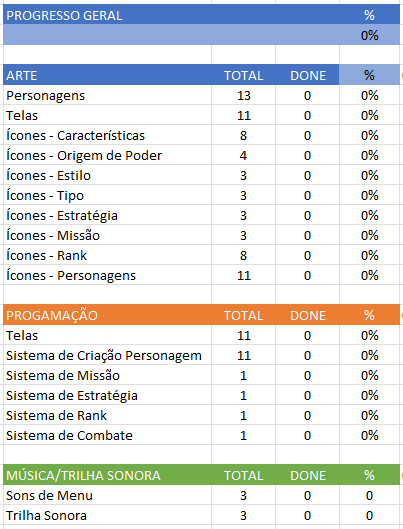 PROGRESSO GERAL %
0%
ARTE TOTAL DONE %
Personagens 13 0 0%
Telas 11 0 0%
Ícones - Características 8 0 0%
Ícones - Origem de Poder 4 0 0%
Ícones - Estilo 3 0 0%
Ícones - Tipo 3 0 0%
Ícones - Estratégia 3 0 0%
Ícones - Missão 3 0 0%
Ícones - Rank 8 0 0%
Ícones - Personagens 11 0 0%
PROGAMAÇÃO TOTAL DONE %
Telas 11 0 0%
Sistema de Criação Personagem 11 0 0%
Sistema de Missão 1 0 0%
Sistema de Estratégia 1 0 0%
Sistema de Rank 1 0 0%
Sistema de Combate 1 0 0%
MÚSICA/TRILHA SONORA TOTAL DONE %
Sons de Menu 3 0 0
Trilha Sonora 3 0 0